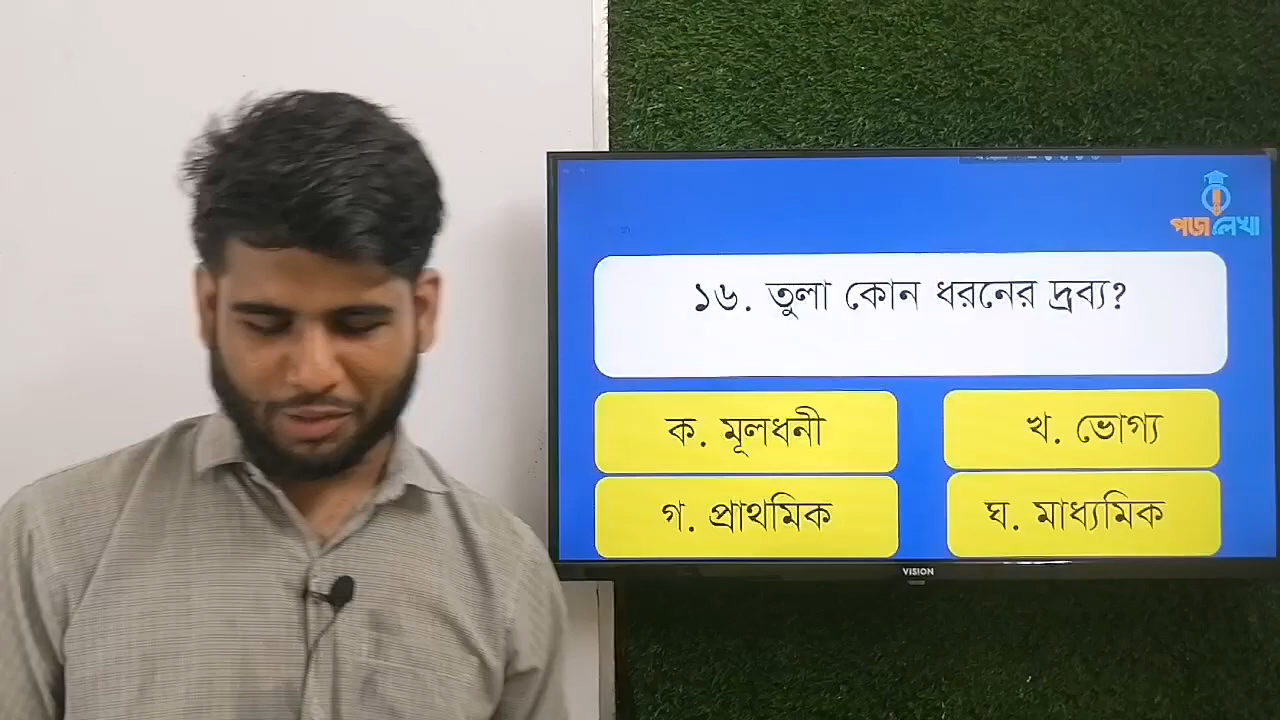 পড়ালেখা
১৬. তুলা কোন ধরনের দ্রব্য?
ক. মূলধনী
খ. ভোগ্য
গ. প্রাথমিক
ঘ. মাধ্যমিক
VISION